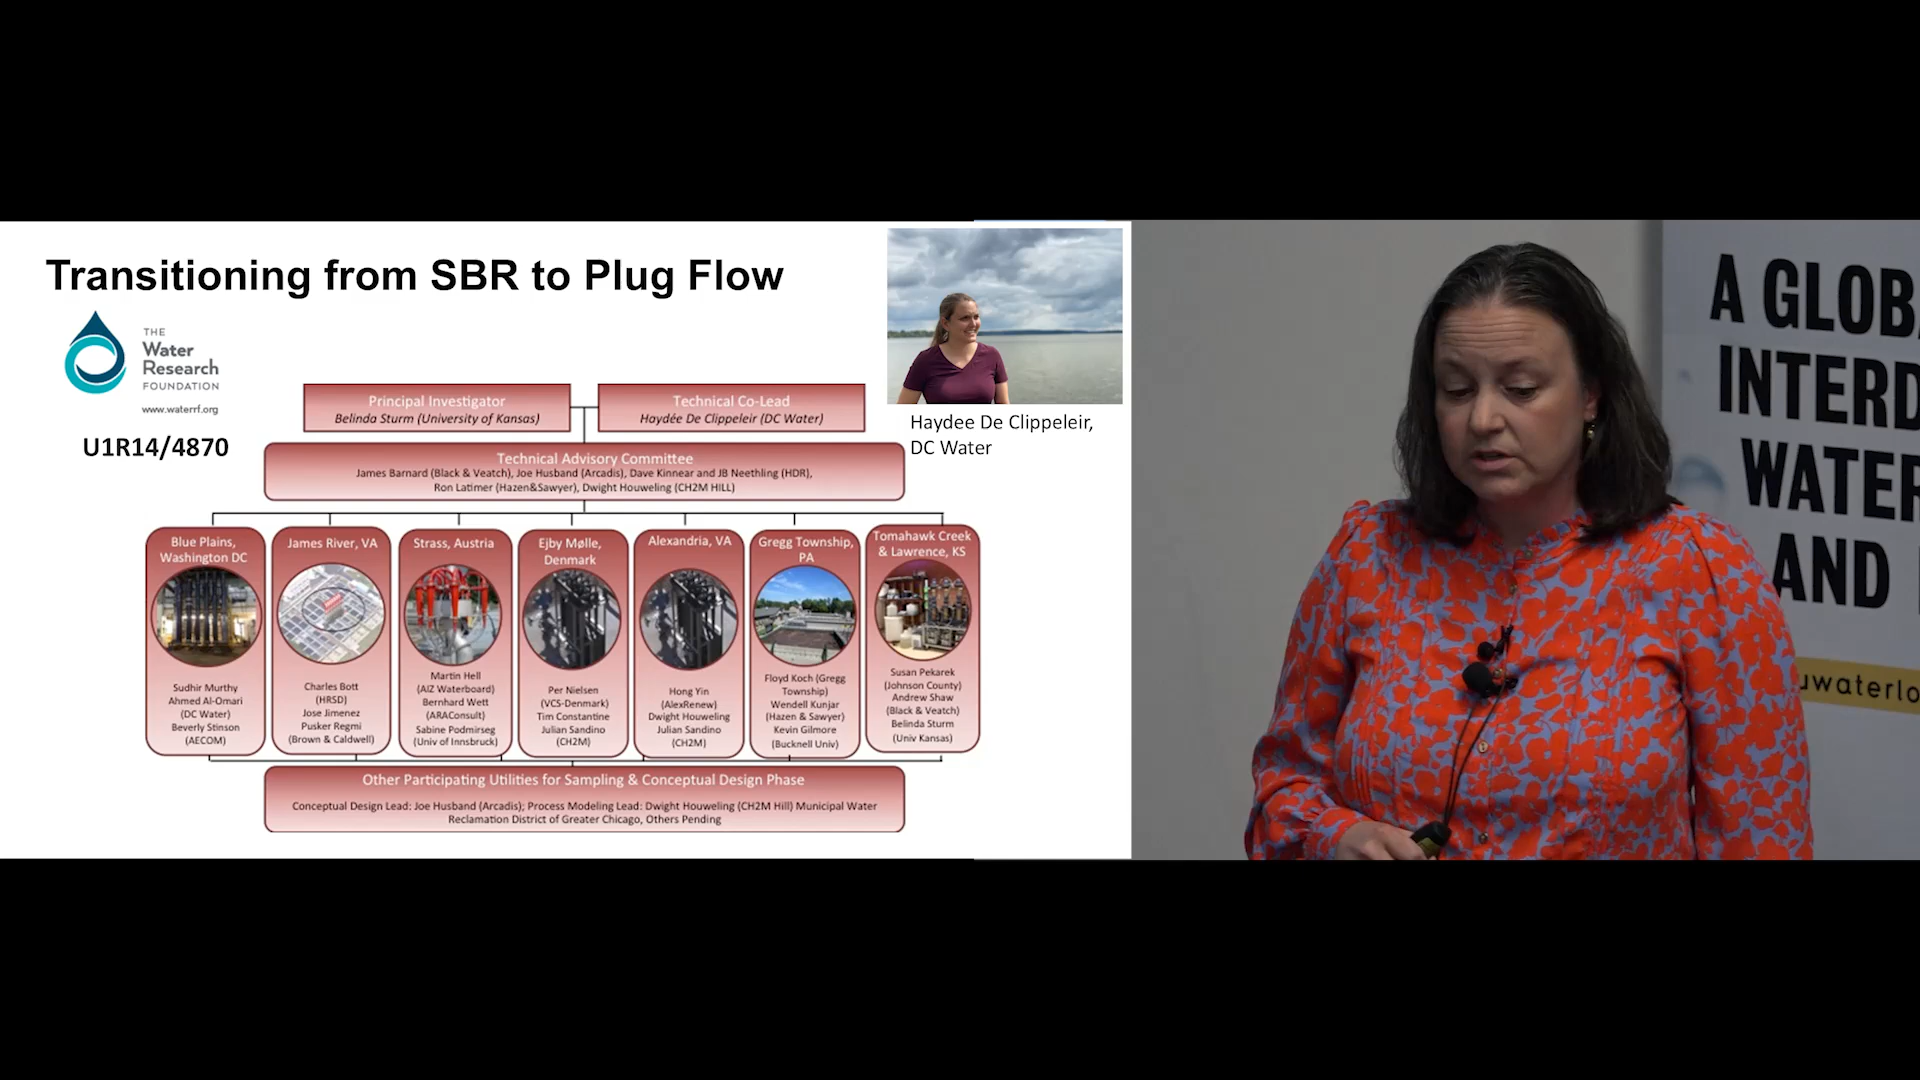 Transitioning from SBR to Plug Flow
THE
Water
Research
FOUNDATION
www.waterrf.org
U1R14/4870
Haydee De Clippeleir,
DC Water
Principal Investigator
Belinda Sturm (University of Kansas)
Technical Co-Lead
Haydée De Clippeleir (DC Water)
Technical Advisory Committee
James Barnard (Black & Veatch), Joe Husband (Arcadis), Dave Kinnear and JB Neethling (HDR),
Ron Latimer (Hazen&Sawyer), Dwight Houweling (CH2M HILL)
Blue Plains,
Washington DC
Sudhir Murthy
Ahmed Al-Omari
(DC Water)
Beverly Stinson
(AECOM)
James River, VA
Charles Bott
(HRSD)
Jose Jimenez
Pusker Regmi
(Brown & Caldwell)
Strass, Austria
Martin Hell
(AIZ Waterboard)
Bernhard Wett
(ARAConsult)
Sabine Podmirseg
(Univ of Innsbruck)
Ejby Mølle,
Denmark
Per Nielsen
(VCS-Denmark)
Tim Constantine
Julian Sandino
(CH2M)
Alexandria, VA
Hong Yin
(AlexRenew)
Dwight Houweling
Julian Sandino
(CH2M)
Gregg Township,
PA
Floyd Koch (Gregg
Township)
Wendell Kunjar
(Hazen & Sawyer)
Kevin Gilmore
(Bucknell Univ)
Tomahawk Creek
& Lawrence, KS
Susan Pekarek
(Johnson County)
Andrew Shaw
(Black & Veatch)
Belinda Sturm
(Univ Kansas)
Other Participating Utilities for Sampling & Conceptual Design Phase
Conceptual Design Lead: Joe Husband (Arcadis); Process Modeling Lead: Dwight Houweling (CH2M Hill) Municipal Water
Reclamation District of Greater Chicago, Others Pending
A GLOB
INTERD
WATER
AND
uwaterlo